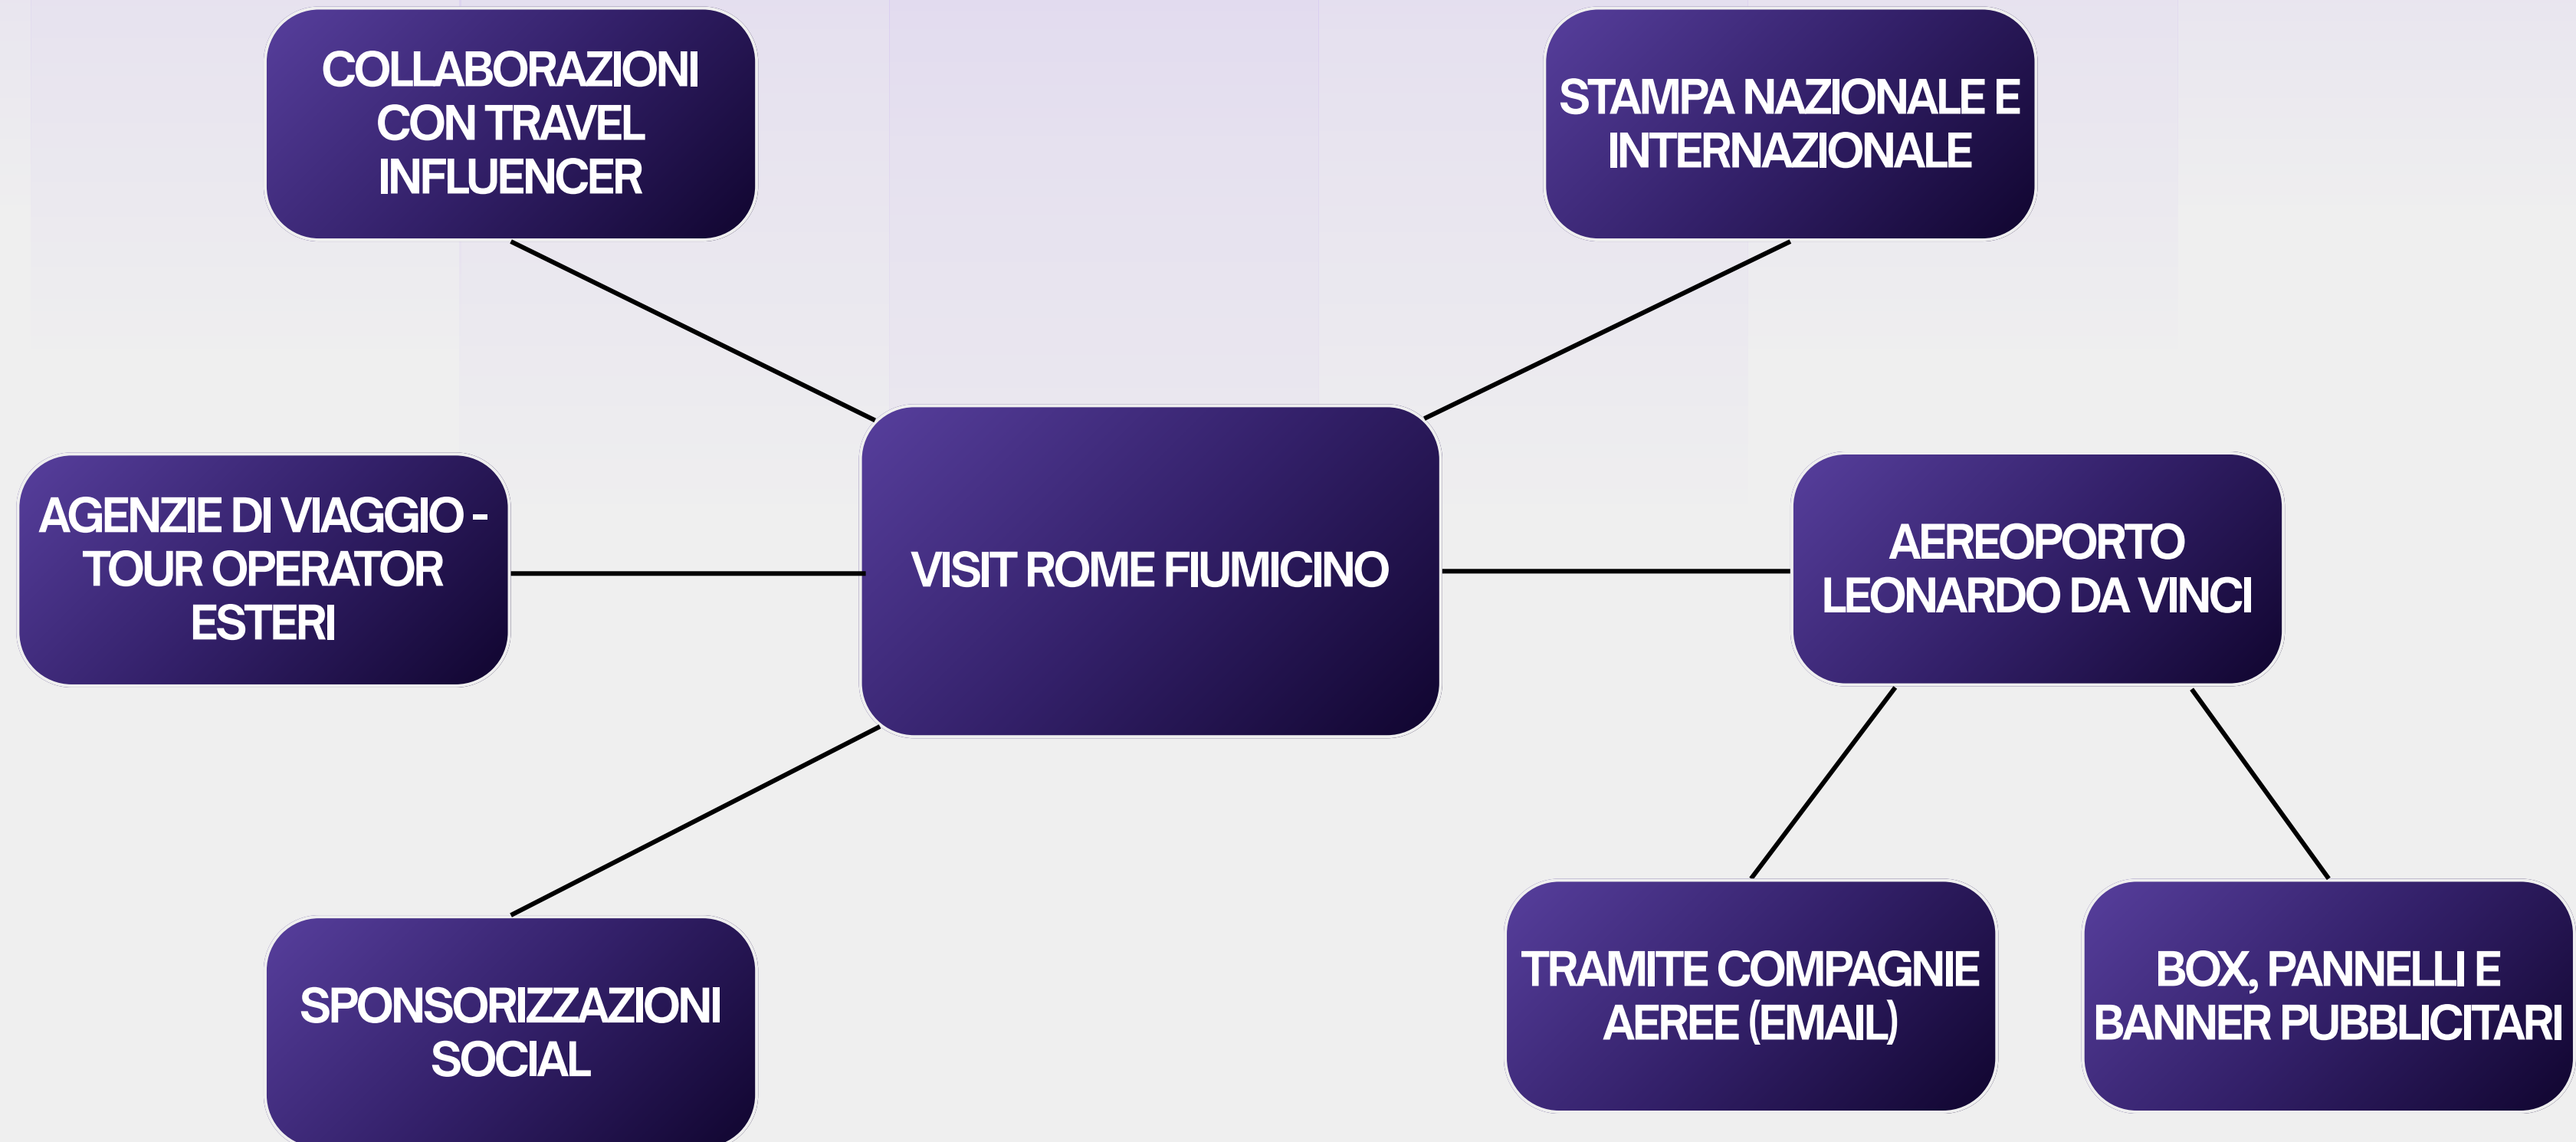 COLLABORAZIONI
CON TRAVEL
INFLUENCER
STAMPA NAZIONALE E
INTERNAZIONALE
AGENZIE DI VIAGGIO -
TOUR OPERATOR
ESTERI
VISIT ROME FIUMICINO
AEREOPORTO
LEONARDO DA VINCI
SPONSORIZZAZIONI
SOCIAL
TRAMITE COMPAGNIE
AEREE (EMAIL)
BOX, PANNELLI E
BANNER PUBBLICITARI